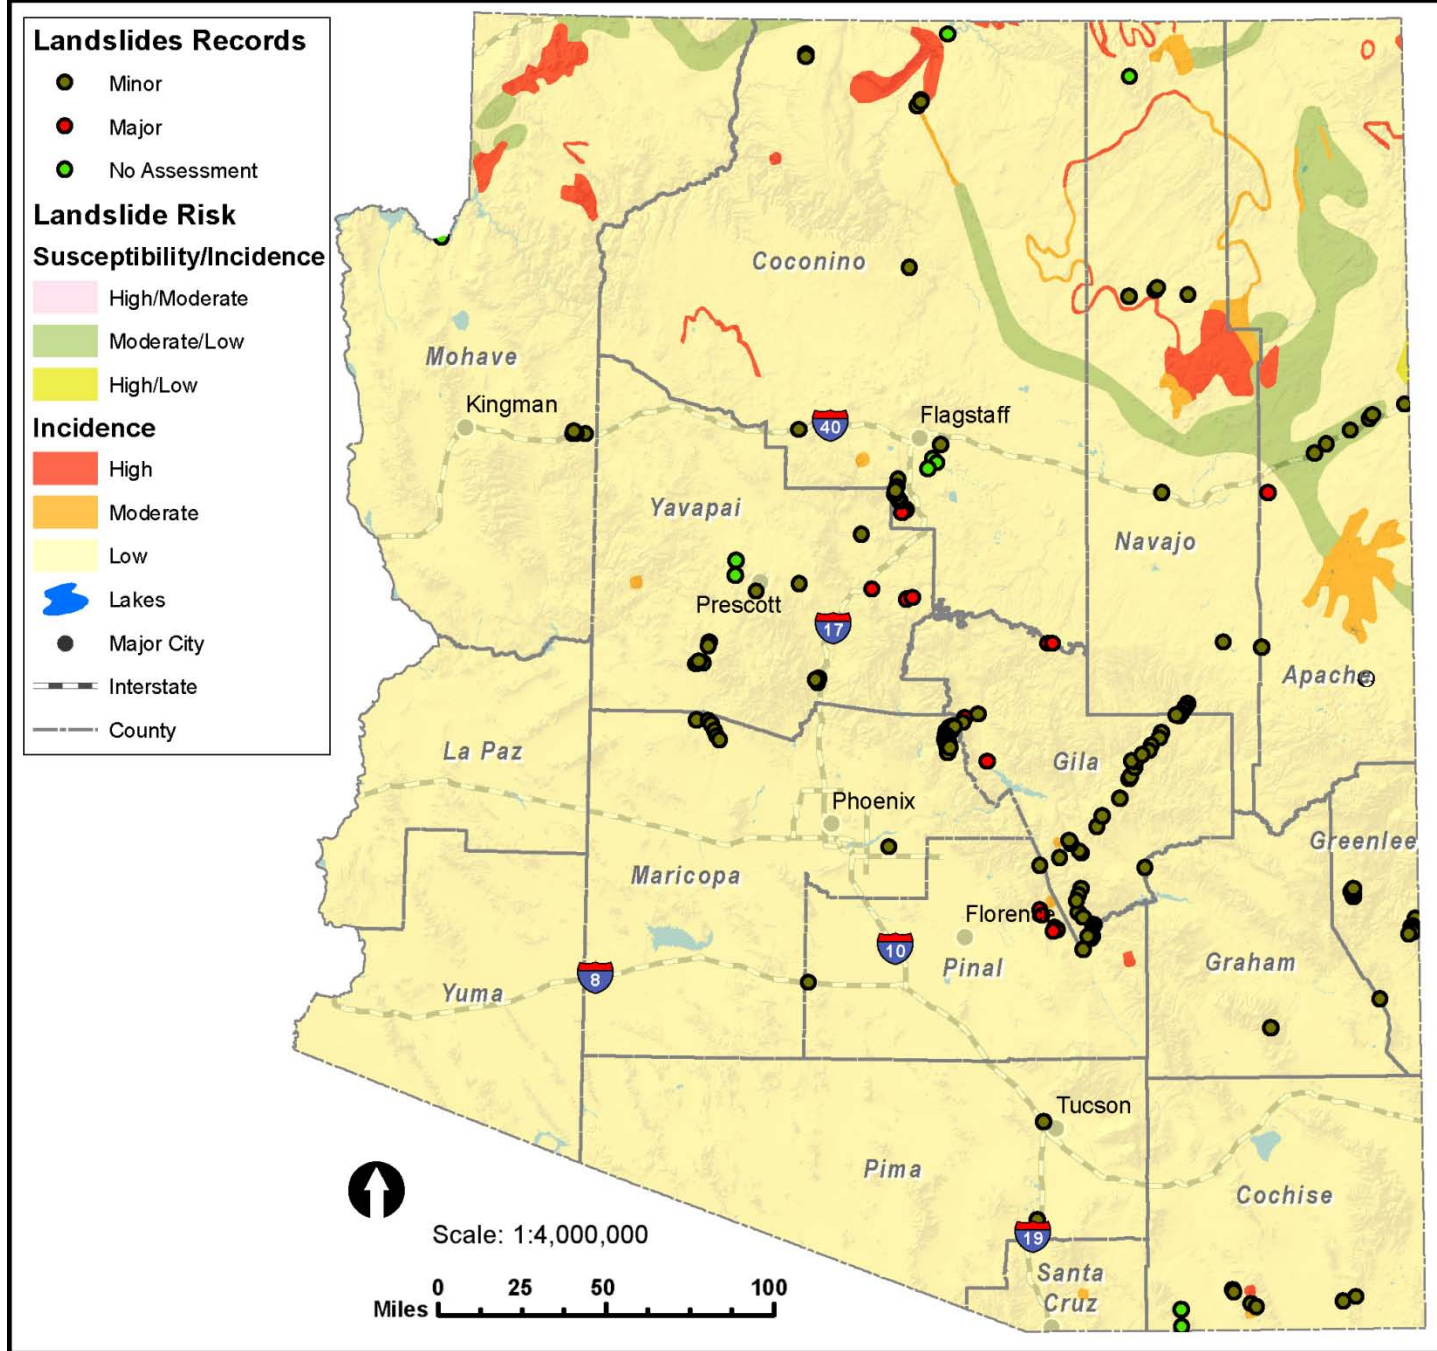 Landslides Records
Minor
Major
No Assessment
Landslide Risk
Susceptibility/Incidence
High/Moderate
Moderate/Low
High/Low
Incidence
High
Moderate
Low
Lakes
Major City
Interstate
County
Coconino
Mohave
Kingman
40
Flagstaff
Yavapai
Navajo
Prescott
17
Apache
La Paz
Gila
Phoenix
Greenlee
Maricopa
Florence
10
Pinal
Graham
8
Yuma
Tucson
Pima
Cochise
19
Scale: 1:4,000,000
Santa
Cruz
0 25 50 100
Miles